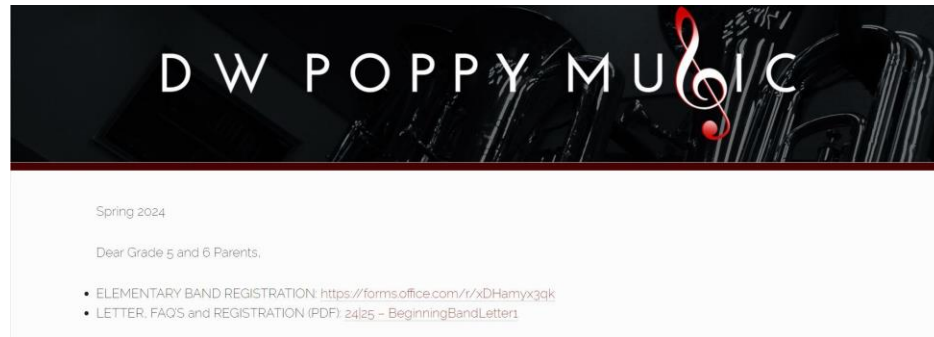 DW POPPY MUSIC
Spring 2024
Dear Grade 5 and 6 Parents,
• ELEMENTARY BAND REGISTRATION: https://forms.office.com/r/xDHamyx3qk
• LETTER, FAQ'S and REGISTRATION (PDF): 24|25 – BeginningBandLetter1